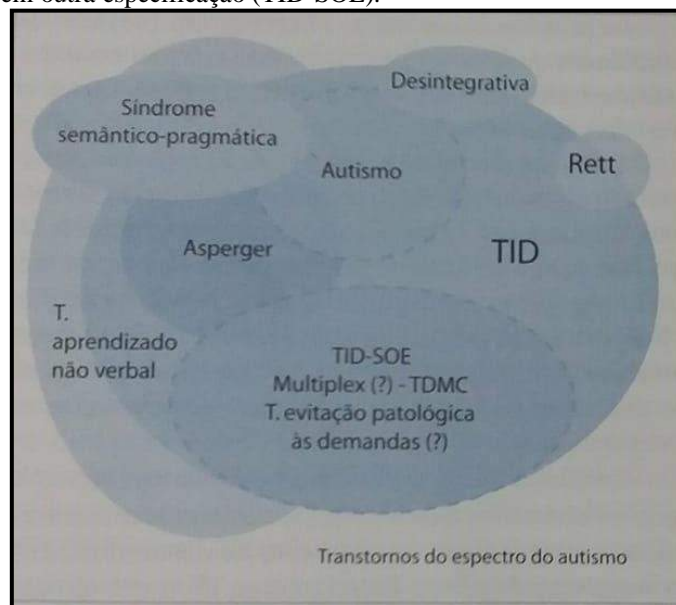 em outra especificação (TID-SOE).
Desintegrativa
Síndrome
semântico-pragmática
Autismo
Rett
Asperger
TID
T.
aprendizado
não verbal
TID-SOE
Multiplex (?) - TDMC
T. evitação patológica
às demandas (?)
Transtornos do espectro do autismo